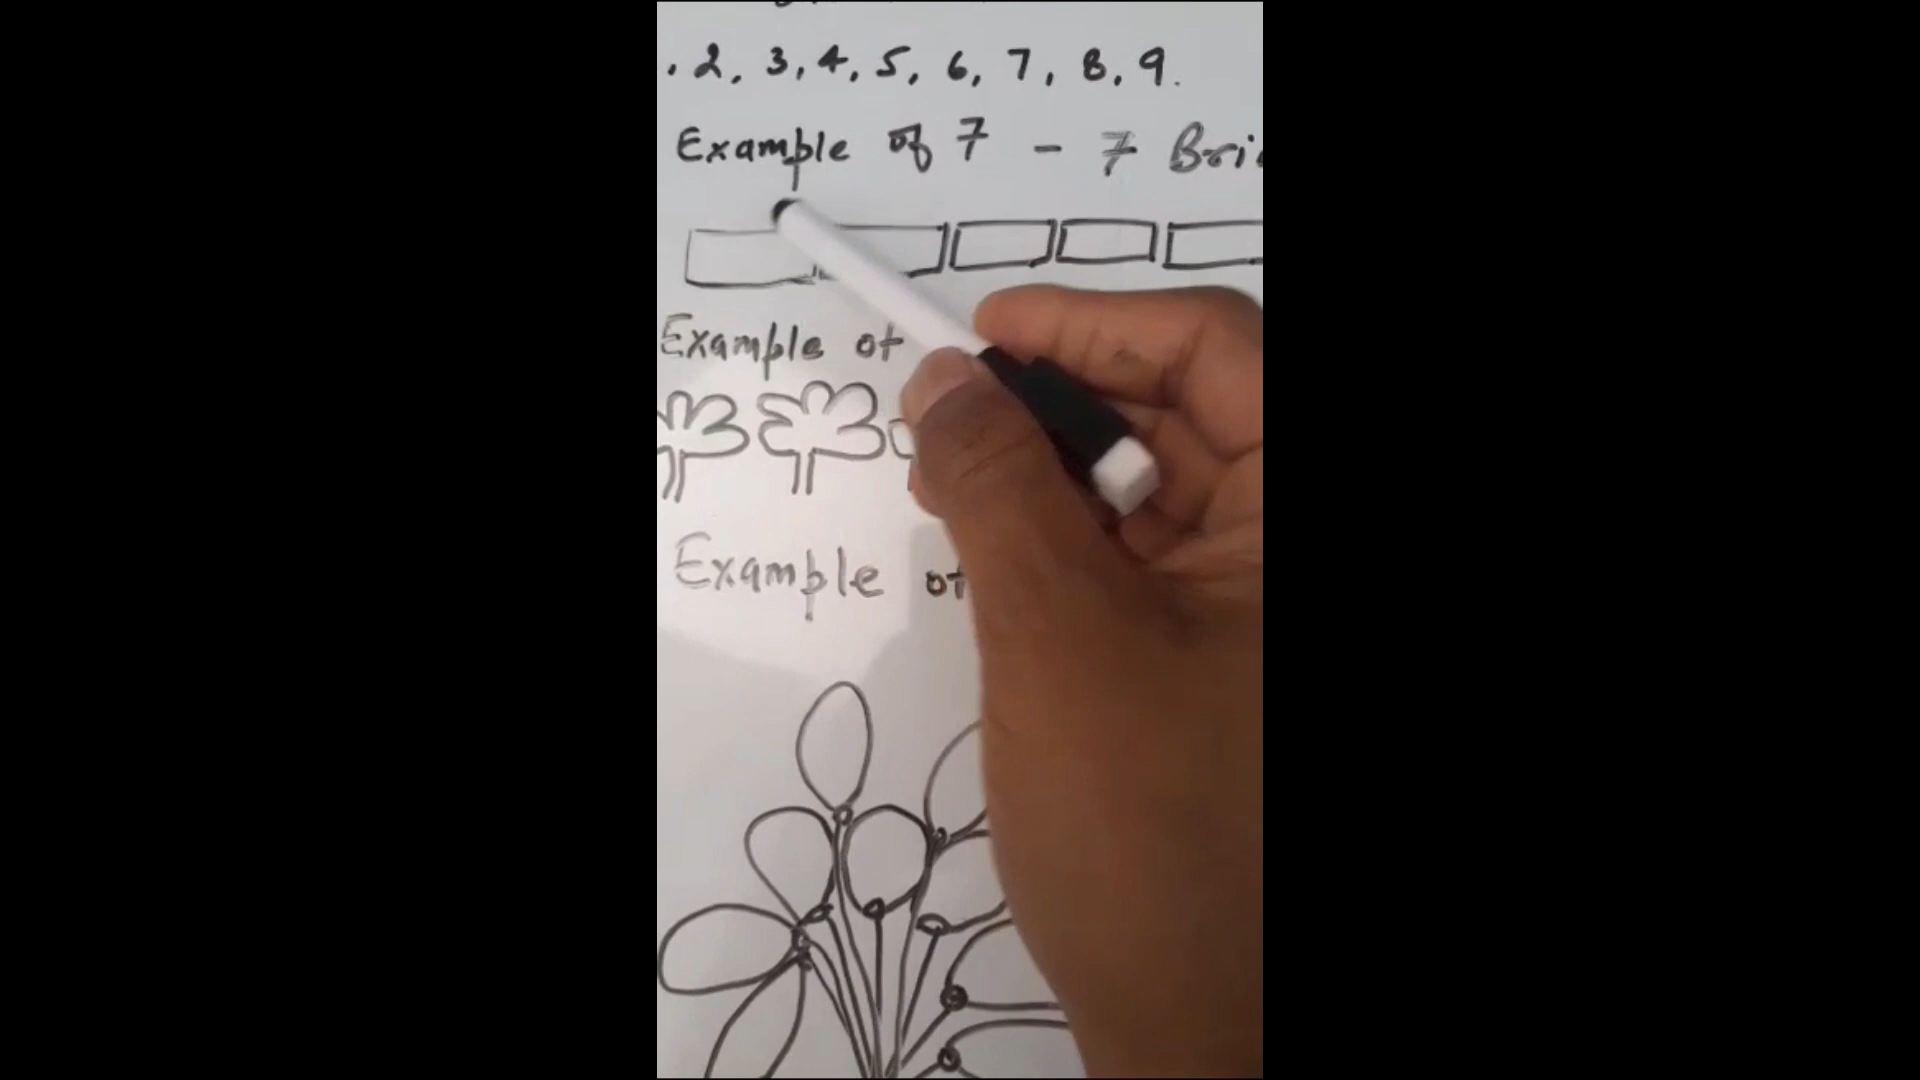 . 2, 3, 4, 5, 6, 7, 8, 9.
Example of 7 - 7
Example of
Example of